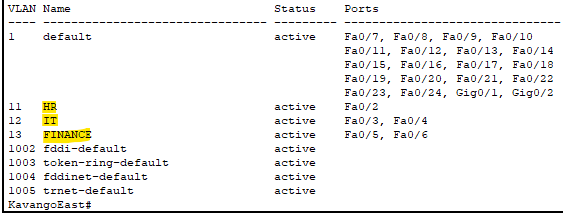 VLAN Name Status Ports
---- -------------------------------- --------- -------------------------------
1 default active Fa0/7, Fa0/8, Fa0/9, Fa0/10
Fa0/11, Fa0/12, Fa0/13, Fa0/14
Fa0/15, Fa0/16, Fa0/17, Fa0/18
Fa0/19, Fa0/20, Fa0/21, Fa0/22
Fa0/23, Fa0/24, Gig0/1, Gig0/2
11 HR active Fa0/2
12 IT active Fa0/3, Fa0/4
13 FINANCE active Fa0/5, Fa0/6
1002 fddi-default active
1003 token-ring-default active
1004 fddinet-default active
1005 trnet-default active
KavangoEast#